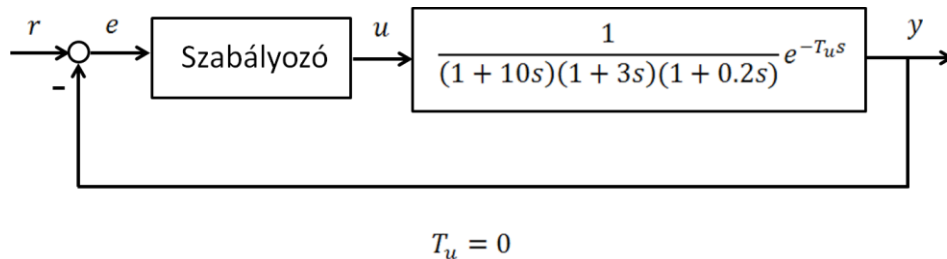 r e u y
-
Szabályozó
1
(1 + 10s)(1 + 3s)(1 + 0.2s) e^{-T_u s}
T_u = 0